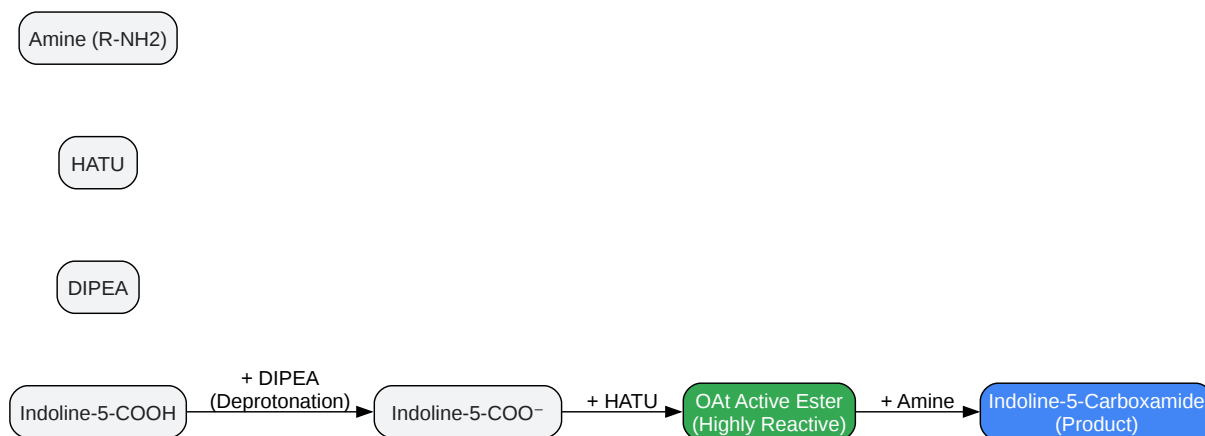 Amine (R-NH2)
HATU
DIPEA
Indoline-5-COOH
+ DIPEA
(Deprotonation)
Indoline-5-COO⁻
+ HATU
OAt Active Ester
(Highly Reactive)
+ Amine
Indoline-5-Carboxamide
(Product)